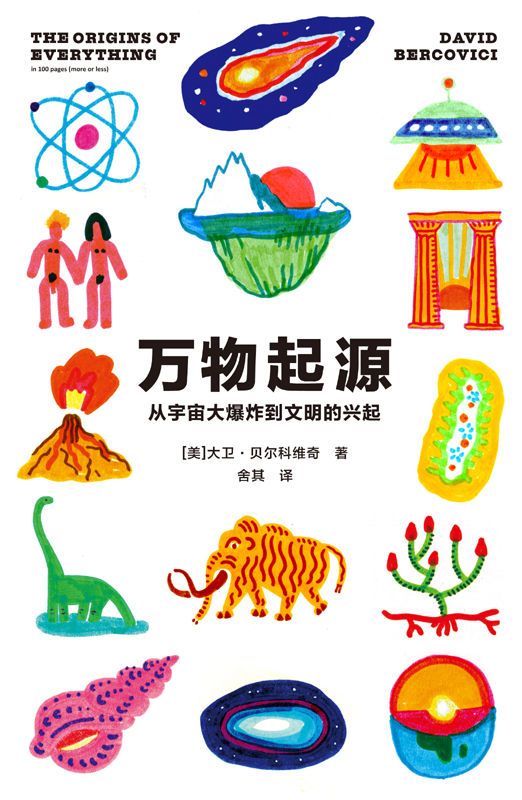 THE ORIGINS OF
EVERYTHING
in 100 pages (more or less)
DAVID
BERCOVICI
万物起源
从宇宙大爆炸到文明的兴起
[美]大卫·贝尔科维奇 著
舍其 译